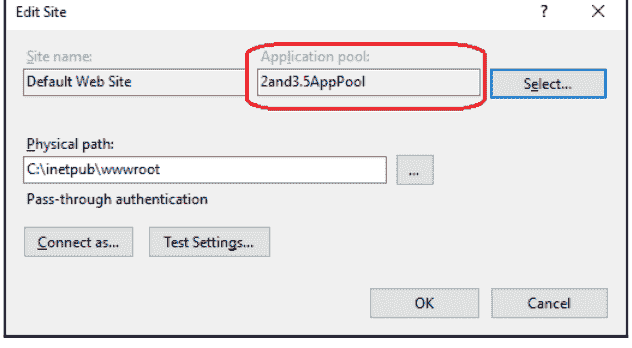 Edit Site
?
Site name:
Application pool:
Default Web Site
2and3.5AppPool
Select...
Physical path:
C:\inetpub\wwwroot
...
Pass-through authentication
Connect as...
Test Settings...
OK
Cancel